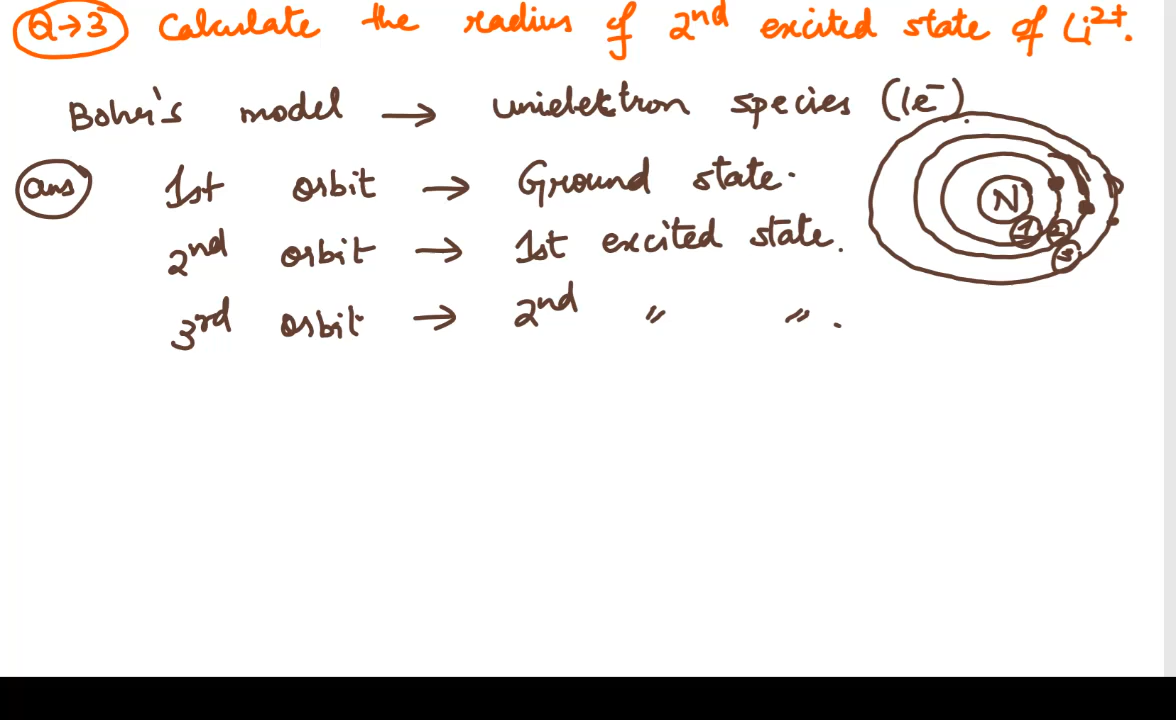 Q→3 Calculate the radius of 2nd excited state of Li²⁺.
Bohr's model → unielektron species (1e⁻).
ans 1st orbit → Ground state.
2nd orbit → 1st excited state.
3rd orbit → 2nd " " .
N
1 2
3